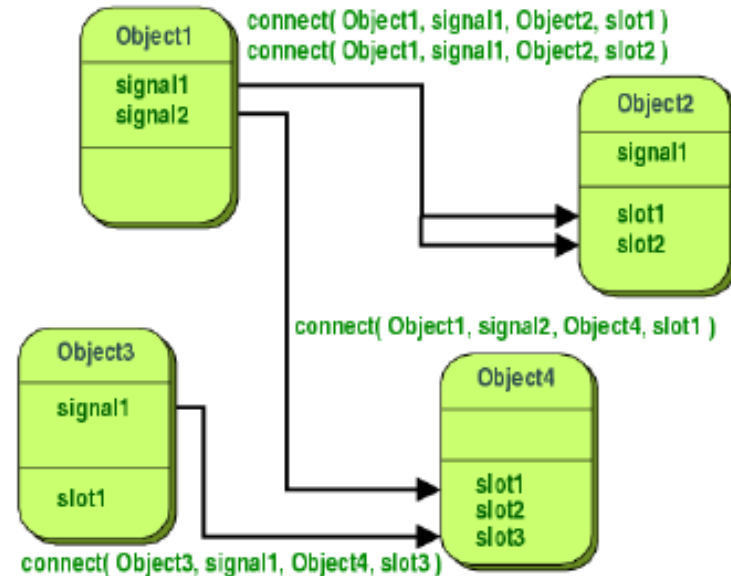 connect( Object1, signal1, Object2, slot1 )
connect( Object1, signal1, Object2, slot2 )
Object1
signal1
signal2
Object2
signal1
slot1
slot2
connect( Object1, signal2, Object4, slot1 )
Object3
signal1
slot1
Object4
slot1
slot2
slot3
connect( Object3, signal1, Object4, slot3 )